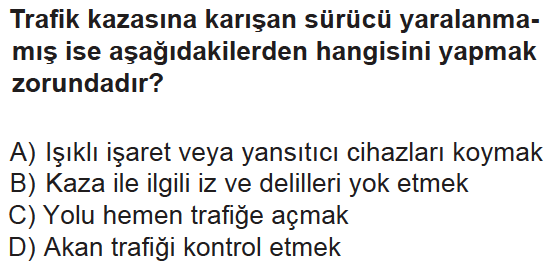 Trafik kazasına karışan sürücü yaralanma-
mış ise aşağıdakilerden hangisini yapmak
zorundadır?
A) Işıklı işaret veya yansıtıcı cihazları koymak
B) Kaza ile ilgili iz ve delilleri yok etmek
C) Yolu hemen trafiğe açmak
D) Akan trafiği kontrol etmek